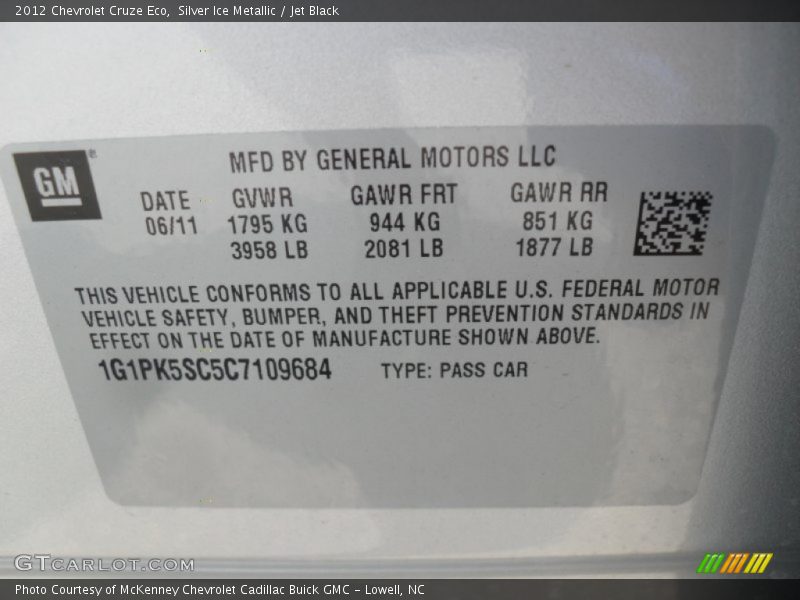 2012 Chevrolet Cruze Eco,  Silver Ice Metallic / Jet Black
GM®
MFD BY GENERAL MOTORS LLC
DATE GVWR GAWR FRT GAWR RR
06/11 1795 KG 944 KG 851 KG
3958 LB 2081 LB 1877 LB
THIS VEHICLE CONFORMS TO ALL APPLICABLE U.S. FEDERAL MOTOR
VEHICLE SAFETY, BUMPER, AND THEFT PREVENTION STANDARDS IN
EFFECT ON THE DATE OF MANUFACTURE SHOWN ABOVE.
1G1PK5SC5C7109684 TYPE: PASS CAR
GTCARLOT.COM
Photo Courtesy of McKenney Chevrolet Cadillac Buick GMC - Lowell, NC